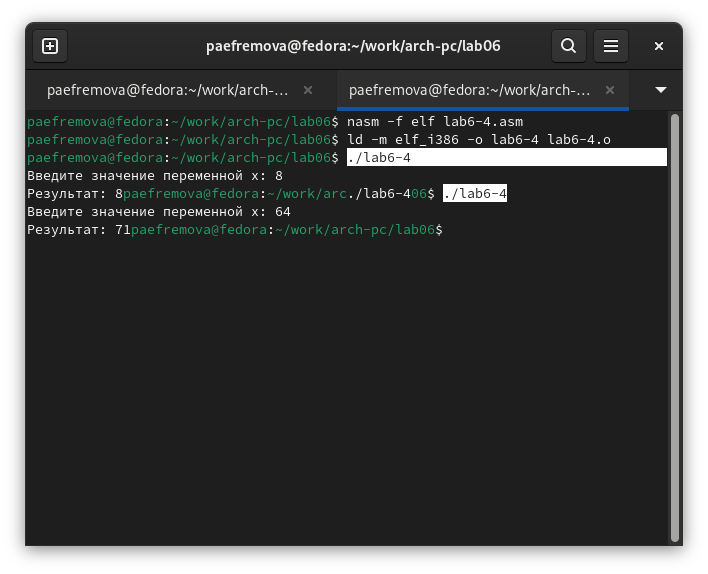 paefremova@fedora:~/work/arch-pc/lab06
paefremova@fedora:~/work/arch-... paefremova@fedora:~/work/arch-...
paefremova@fedora:~/work/arch-pc/lab06$ nasm -f elf lab6-4.asm
paefremova@fedora:~/work/arch-pc/lab06$ ld -m elf_i386 -o lab6-4 lab6-4.o
paefremova@fedora:~/work/arch-pc/lab06$ ./lab6-4
Введите значение переменной x: 8
Результат: 8paefremova@fedora:~/work/arc./lab6-406$ ./lab6-4
Введите значение переменной x: 64
Результат: 71paefremova@fedora:~/work/arch-pc/lab06$